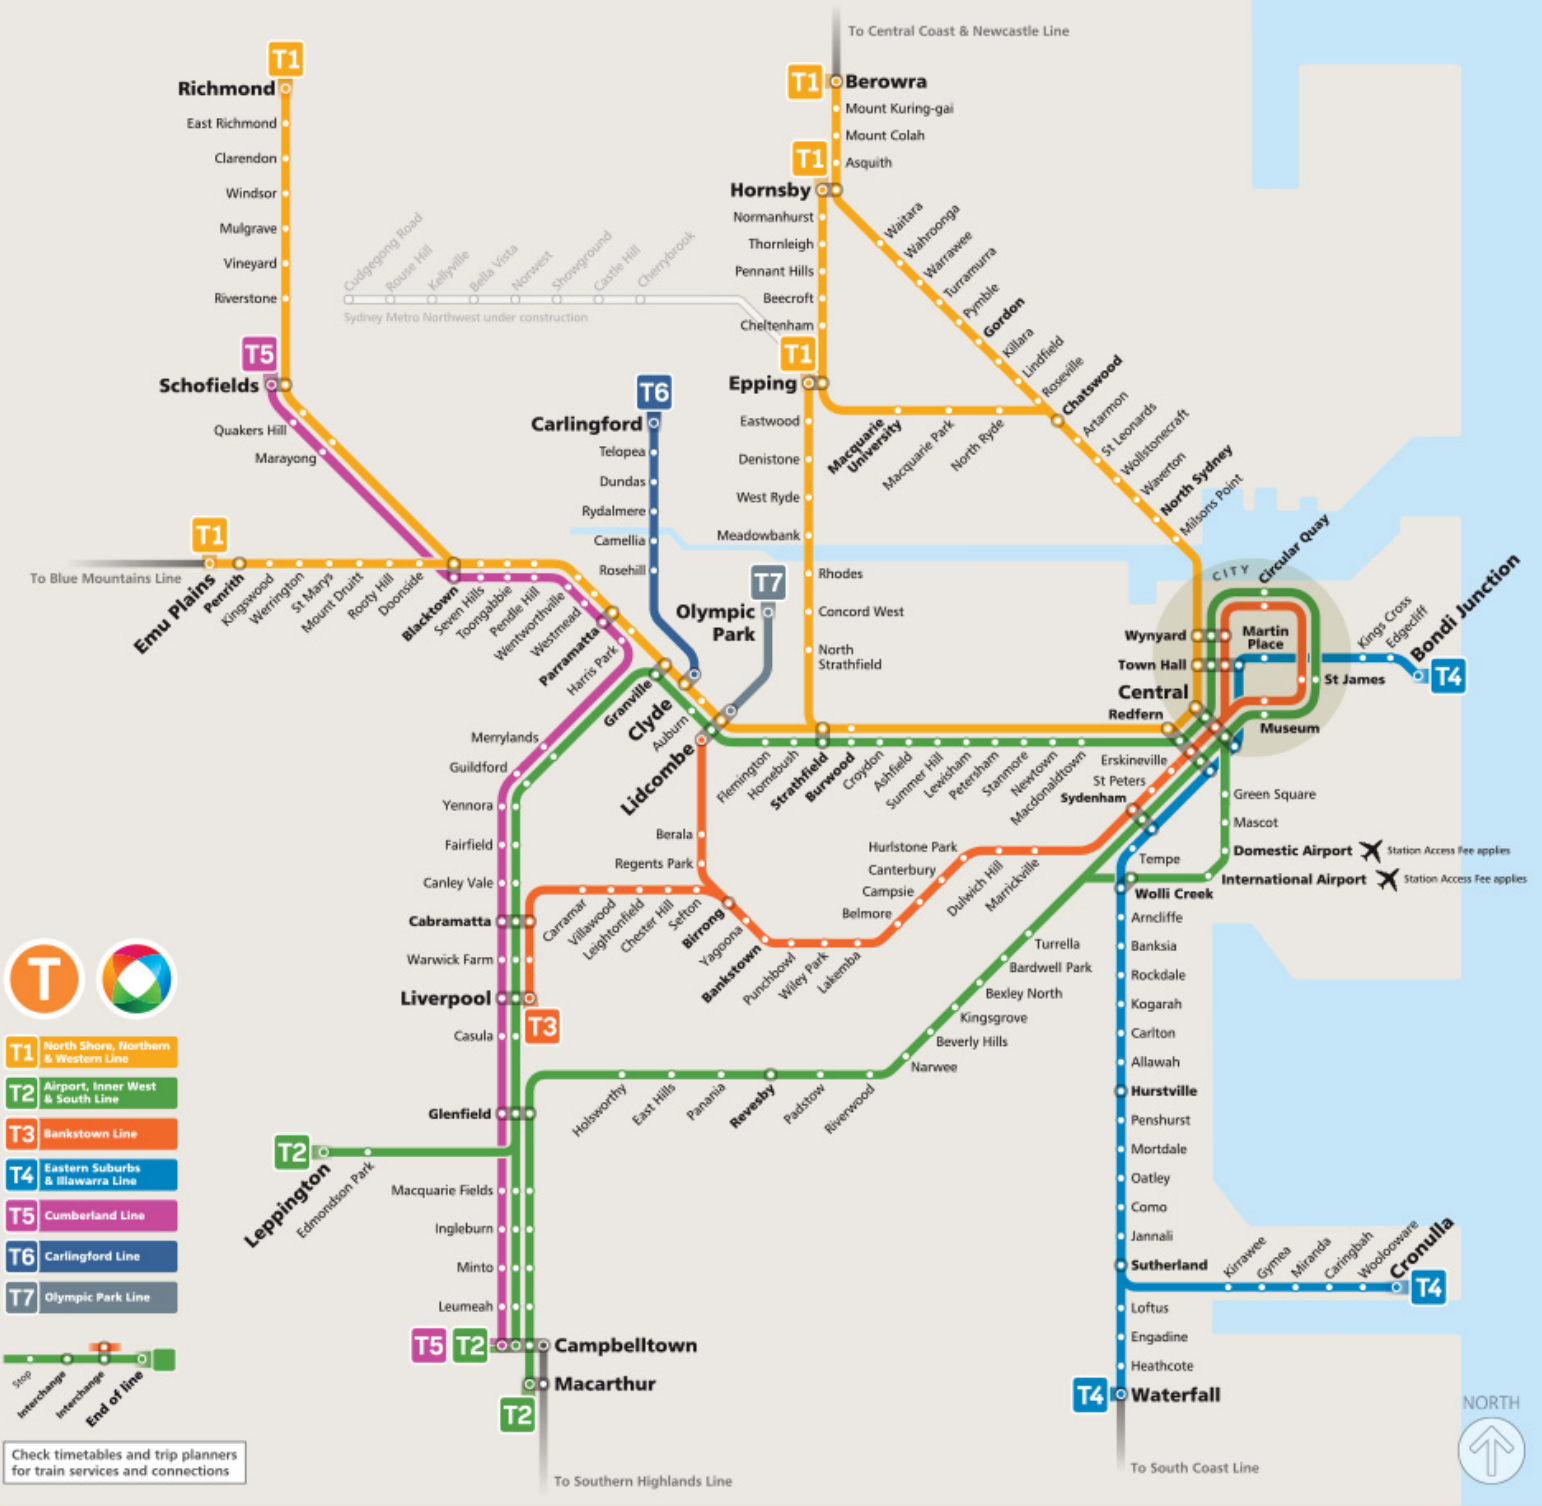 To Central Coast & Newcastle Line
T1
Richmond
East Richmond
Clarendon
Windsor
Mulgrave
Vineyard
Riverstone
T5
Schofields
Quakers Hill
Marayong
T1
Berowra
Mount Kuring-gai
Mount Colah
Asquith
T1
Hornsby
Normanhurst
Thornleigh
Pennant Hills
Beecroft
Cheltenham
T1
Epping
Waitara
Wahroonga
Warrawee
Turramurra
Pymble
Gordon
Killara
Lindfield
Roseville
Chatswood
Artarmon
St Leonards
Wollstonecraft
Waverton
North Sydney
Milsons Point
Cudgegong Road
Rouse Hill
Kellyville
Bella Vista
Norwest
Showground
Castle Hill
Cherrybrook
Sydney Metro Northwest under construction
Macquarie
University
Macquarie Park
North Ryde
Eastwood
Denistone
West Ryde
Meadowbank
Rhodes
Concord West
North
Strathfield
T6
Carlingford
Telopea
Dundas
Rydalmere
Camellia
Rosehill
T7
Olympic
Park
T1
To Blue Mountains Line
Emu Plains
Penrith
Kingswood
Werrington
St Marys
Mount Druitt
Rooty Hill
Doonside
Blacktown
Seven Hills
Toongabbie
Pendle Hill
Wentworthville
Westmead
Parramatta
Harris Park
Granville
Clyde
Auburn
Lidcombe
Flemington
Homebush
Strathfield
Burwood
Croydon
Ashfield
Summer Hill
Lewisham
Petersham
Stanmore
Newtown
Macdonaldtown
CITY
Circular Quay
Wynyard
Martin
Place
Town Hall
St James
Central
Redfern
Museum
Kings Cross
Edgecliff
Bondi Junction
T4
Erskineville
St Peters
Sydenham
Green Square
Mascot
Domestic Airport
Station Access Fee applies
International Airport
Station Access Fee applies
Tempe
Wolli Creek
Arncliffe
Banksia
Rockdale
Kogarah
Carlton
Allawah
Hurstville
Penshurst
Mortdale
Oatley
Como
Jannali
Sutherland
Kirrawee
Gymea
Miranda
Caringbah
Woolooware
Cronulla
T4
Loftus
Engadine
Heathcote
T4
Waterfall
To South Coast Line
Merrylands
Guildford
Yennora
Fairfield
Canley Vale
Cabramatta
Warwick Farm
Liverpool
T3
Casula
Glenfield
Berala
Regents Park
Carramar
Villawood
Leightonfield
Chester Hill
Sefton
Birrong
Yagoona
Bankstown
Punchbowl
Wiley Park
Lakemba
Belmore
Campsie
Canterbury
Hurlstone Park
Dulwich Hill
Marrickville
Turrella
Bardwell Park
Bexley North
Kingsgrove
Beverly Hills
Narwee
Holsworthy
East Hills
Panania
Revesby
Padstow
Riverwood
T2
Leppington
Edmondson Park
Macquarie Fields
Ingleburn
Minto
Leumeah
T5
T2
Campbelltown
Macarthur
T2
To Southern Highlands Line
T
T1 North Shore, Northern
& Western Line
T2 Airport, Inner West
& South Line
T3 Bankstown Line
T4 Eastern Suburbs
& Illawarra Line
T5 Cumberland Line
T6 Carlingford Line
T7 Olympic Park Line
Stop
Interchange
Interchange
End of line
Check timetables and trip planners
for train services and connections
NORTH